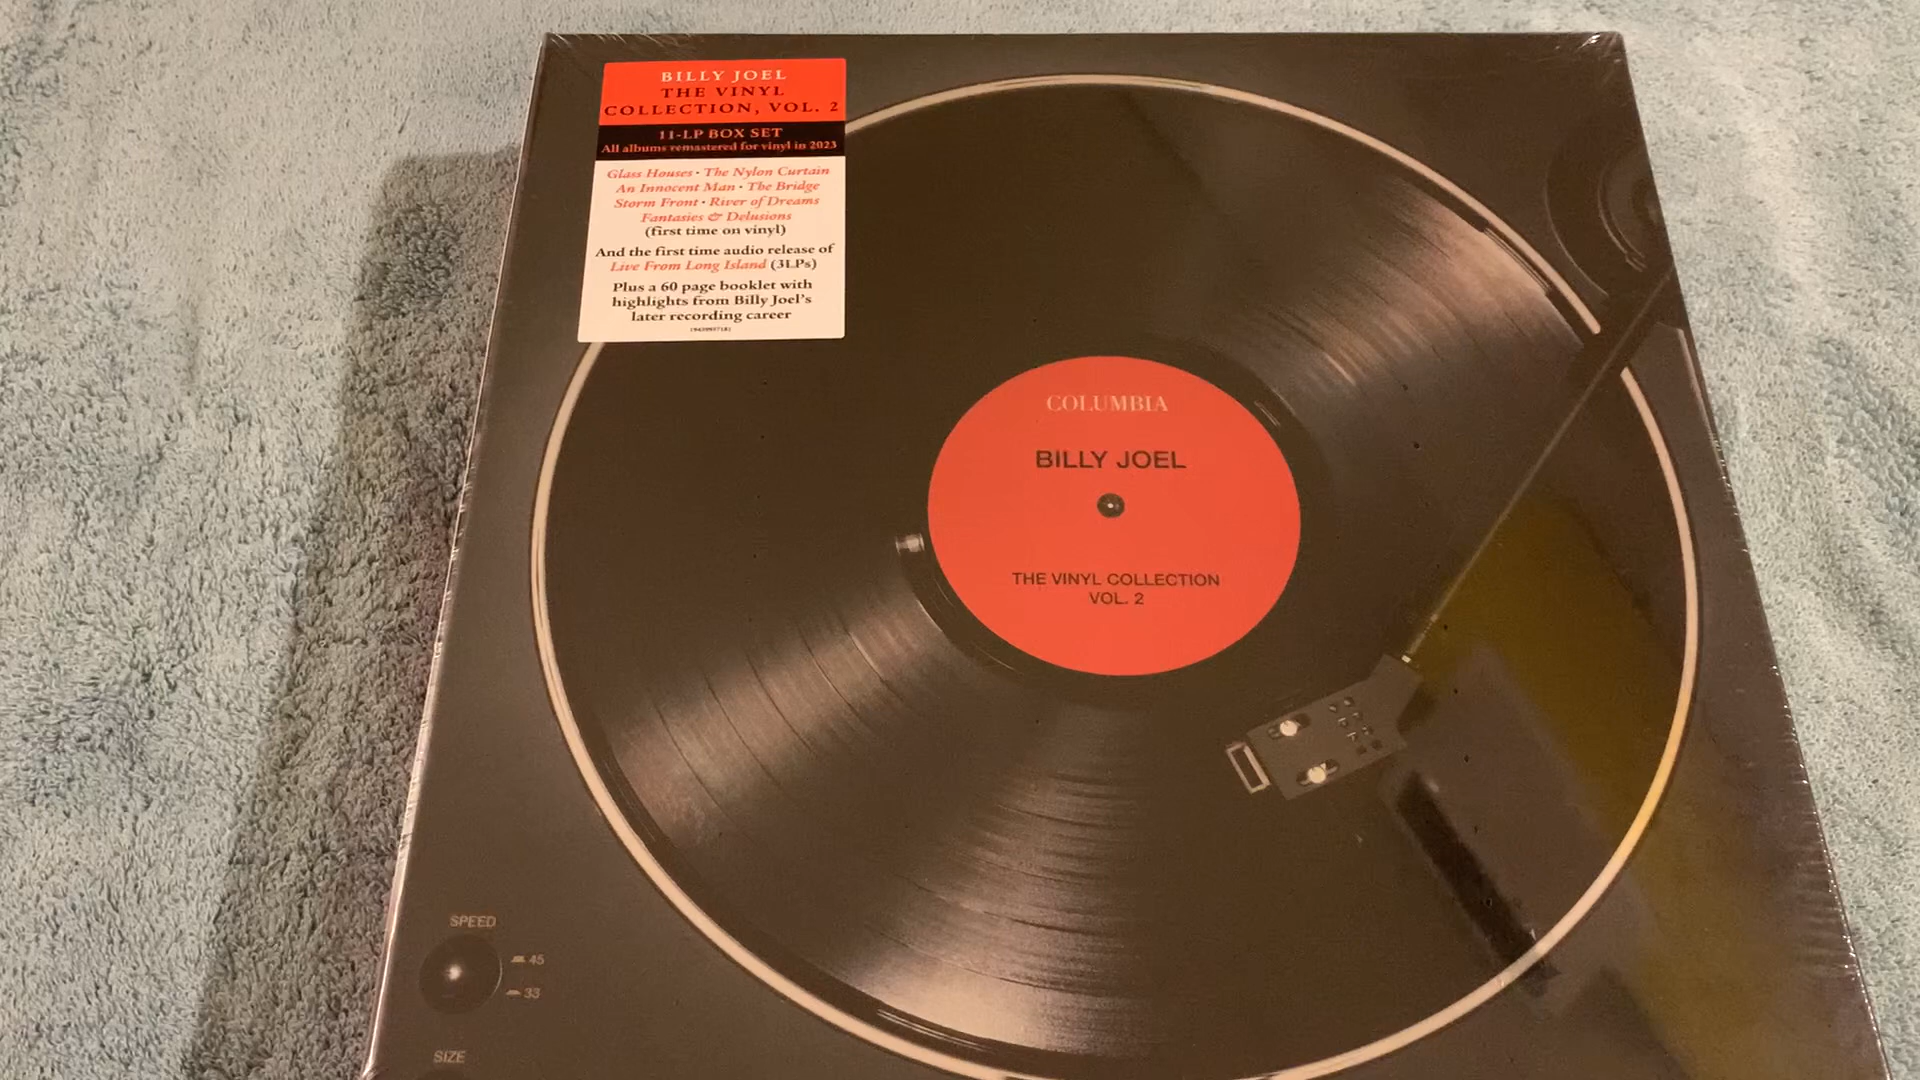 BILLY JOEL
THE VINYL
COLLECTION, VOL. 2
11-LP BOX SET
All albums remastered for vinyl in 2023
Glass Houses · The Nylon Curtain
An Innocent Man · The Bridge
Storm Front · River of Dreams
Fantasies & Delusions
(first time on vinyl)
And the first time audio release of
Live From Long Island (3LPs)
Plus a 60 page booklet with
highlights from Billy Joel's
later recording career
COLUMBIA
BILLY JOEL
THE VINYL COLLECTION
VOL. 2
SPEED
45
33
SIZE